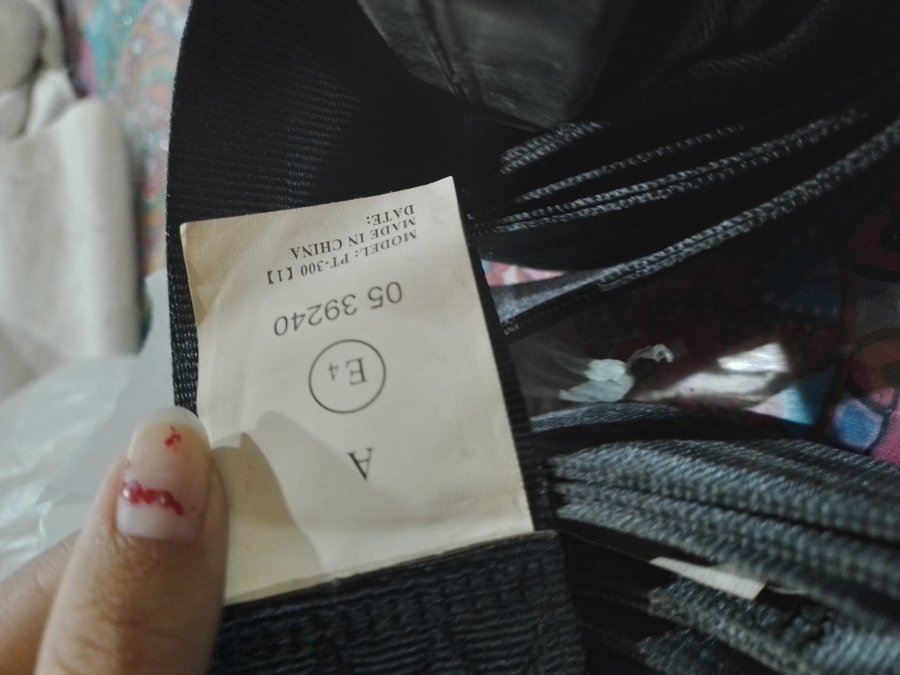 A
E4
05 39240
MODEL: PT-300 [1]
MADE IN CHINA
DATE: